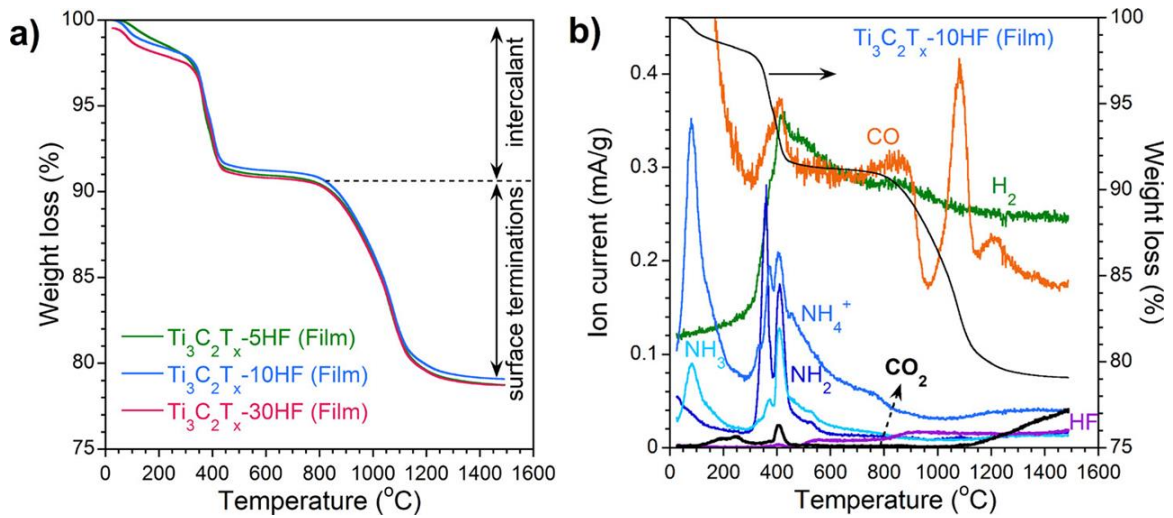 a)
Weight loss (%)
100
95
90
85
80
75
intercalant
surface terminations
Ti₃C₂Tₓ-5HF (Film)
Ti₃C₂Tₓ-10HF (Film)
Ti₃C₂Tₓ-30HF (Film)
0 200 400 600 800 1000 1200 1400 1600
Temperature (°C)
b)
Ion current (mA/g)
0.4
0.3
0.2
0.1
0
Ti₃C₂Tₓ-10HF (Film)
CO
H₂
NH₄⁺
NH₃
NH₂
CO₂
HF
100
95
90
85
80
75
Weight loss (%)
0 200 400 600 800 1000 1200 1400 1600
Temperature (°C)